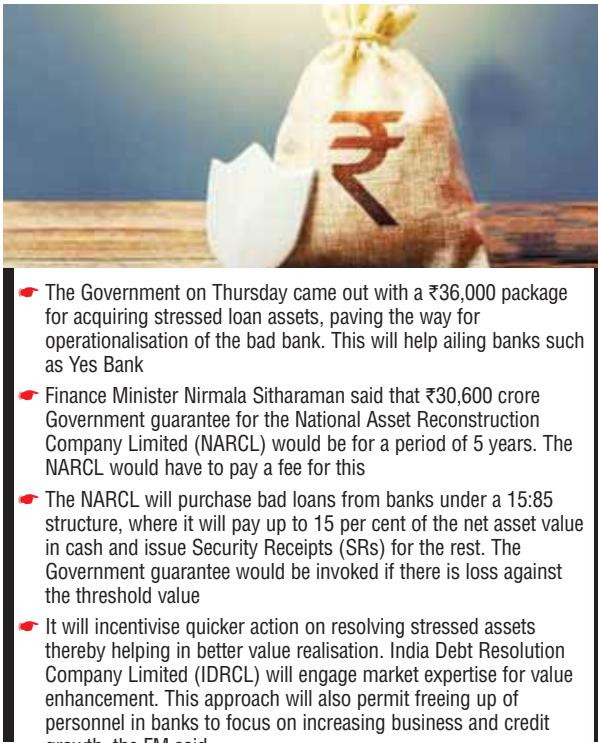 ₹
The Government on Thursday came out with a ₹36,000 package
for acquiring stressed loan assets, paving the way for
operationalisation of the bad bank. This will help ailing banks such
as Yes Bank
Finance Minister Nirmala Sitharaman said that ₹30,600 crore
Government guarantee for the National Asset Reconstruction
Company Limited (NARCL) would be for a period of 5 years. The
NARCL would have to pay a fee for this
The NARCL will purchase bad loans from banks under a 15:85
structure, where it will pay up to 15 per cent of the net asset value
in cash and issue Security Receipts (SRs) for the rest. The
Government guarantee would be invoked if there is loss against
the threshold value
It will incentivise quicker action on resolving stressed assets
thereby helping in better value realisation. India Debt Resolution
Company Limited (IDRCL) will engage market expertise for value
enhancement. This approach will also permit freeing up of
personnel in banks to focus on increasing business and credit
growth, the FM said